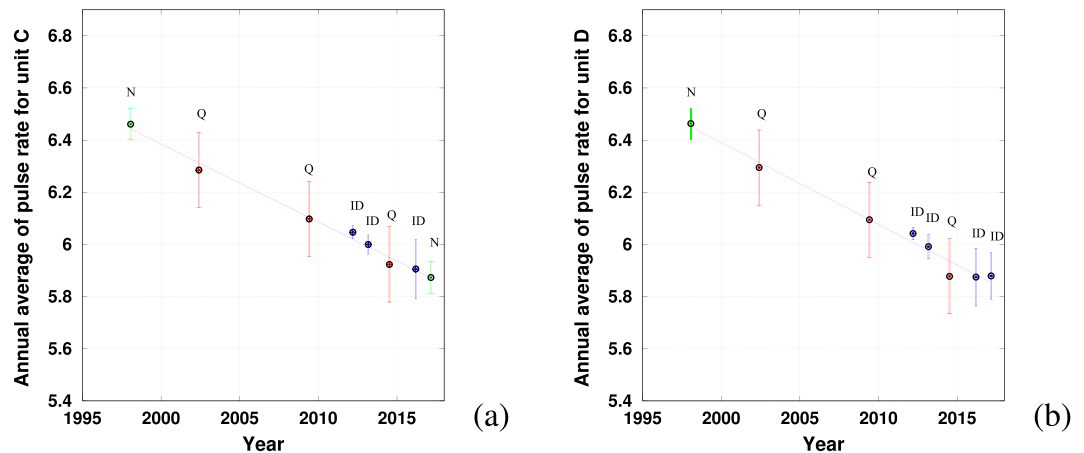 Annual average of pulse rate for unit C
6.8
6.6
6.4
6.2
6
5.8
5.6
5.4
N
Q
Q
ID
ID
Q
ID
N
1995 2000 2005 2010 2015
Year
(a)
Annual average of pulse rate for unit D
6.8
6.6
6.4
6.2
6
5.8
5.6
5.4
N
Q
Q
ID
ID
Q
ID
ID
1995 2000 2005 2010 2015
Year
(b)